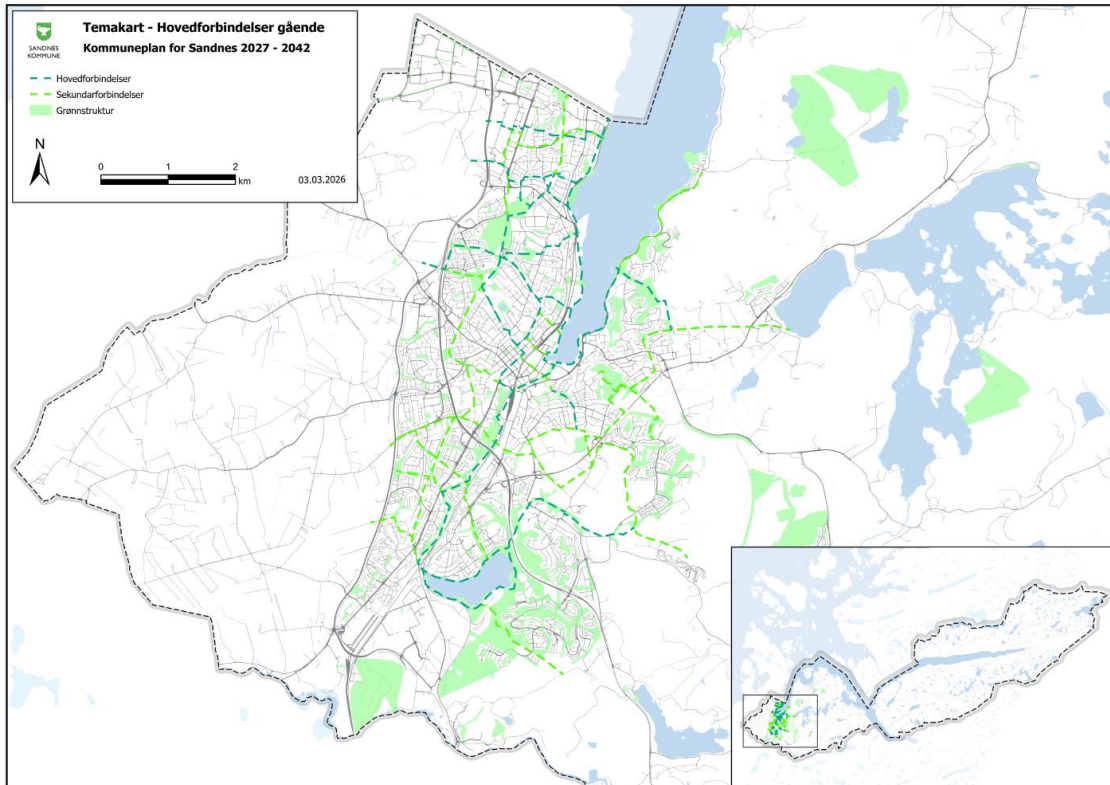 Temakart - Hovedforbindelser gående
Kommuneplan for Sandnes 2027 - 2042
SANDNES
KOMMUNE
Hovedforbindelser
Sekundærforbindelser
Grønnstruktur
N
0 1 2
km
03.03.2026